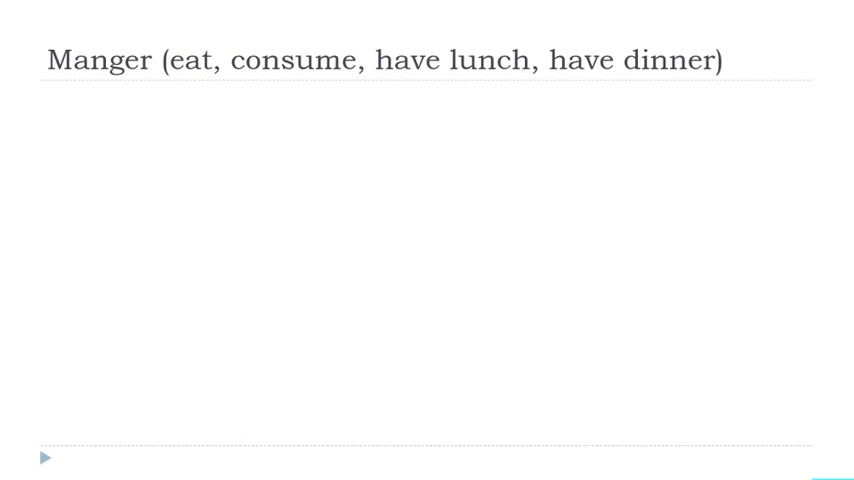 Manger (eat, consume, have lunch, have dinner)